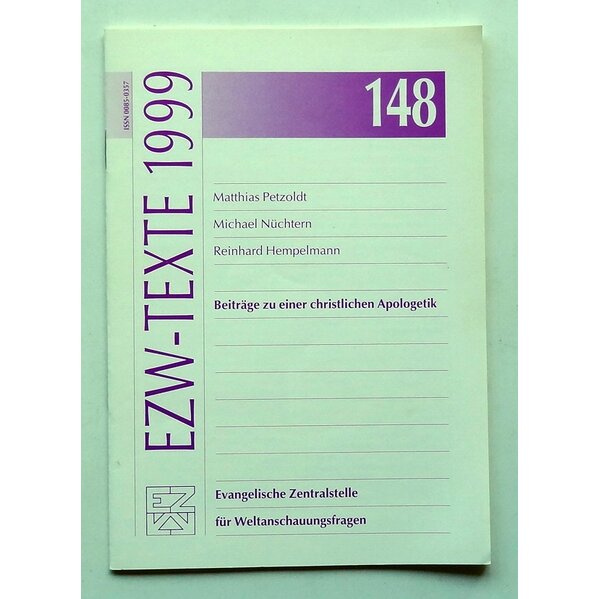 ISSN 0085-0357
EZW-TEXTE 1999
148
Matthias Petzoldt
Michael Nüchtern
Reinhard Hempelmann
Beiträge zu einer christlichen Apologetik
EZW
Evangelische Zentralstelle
für Weltanschauungsfragen